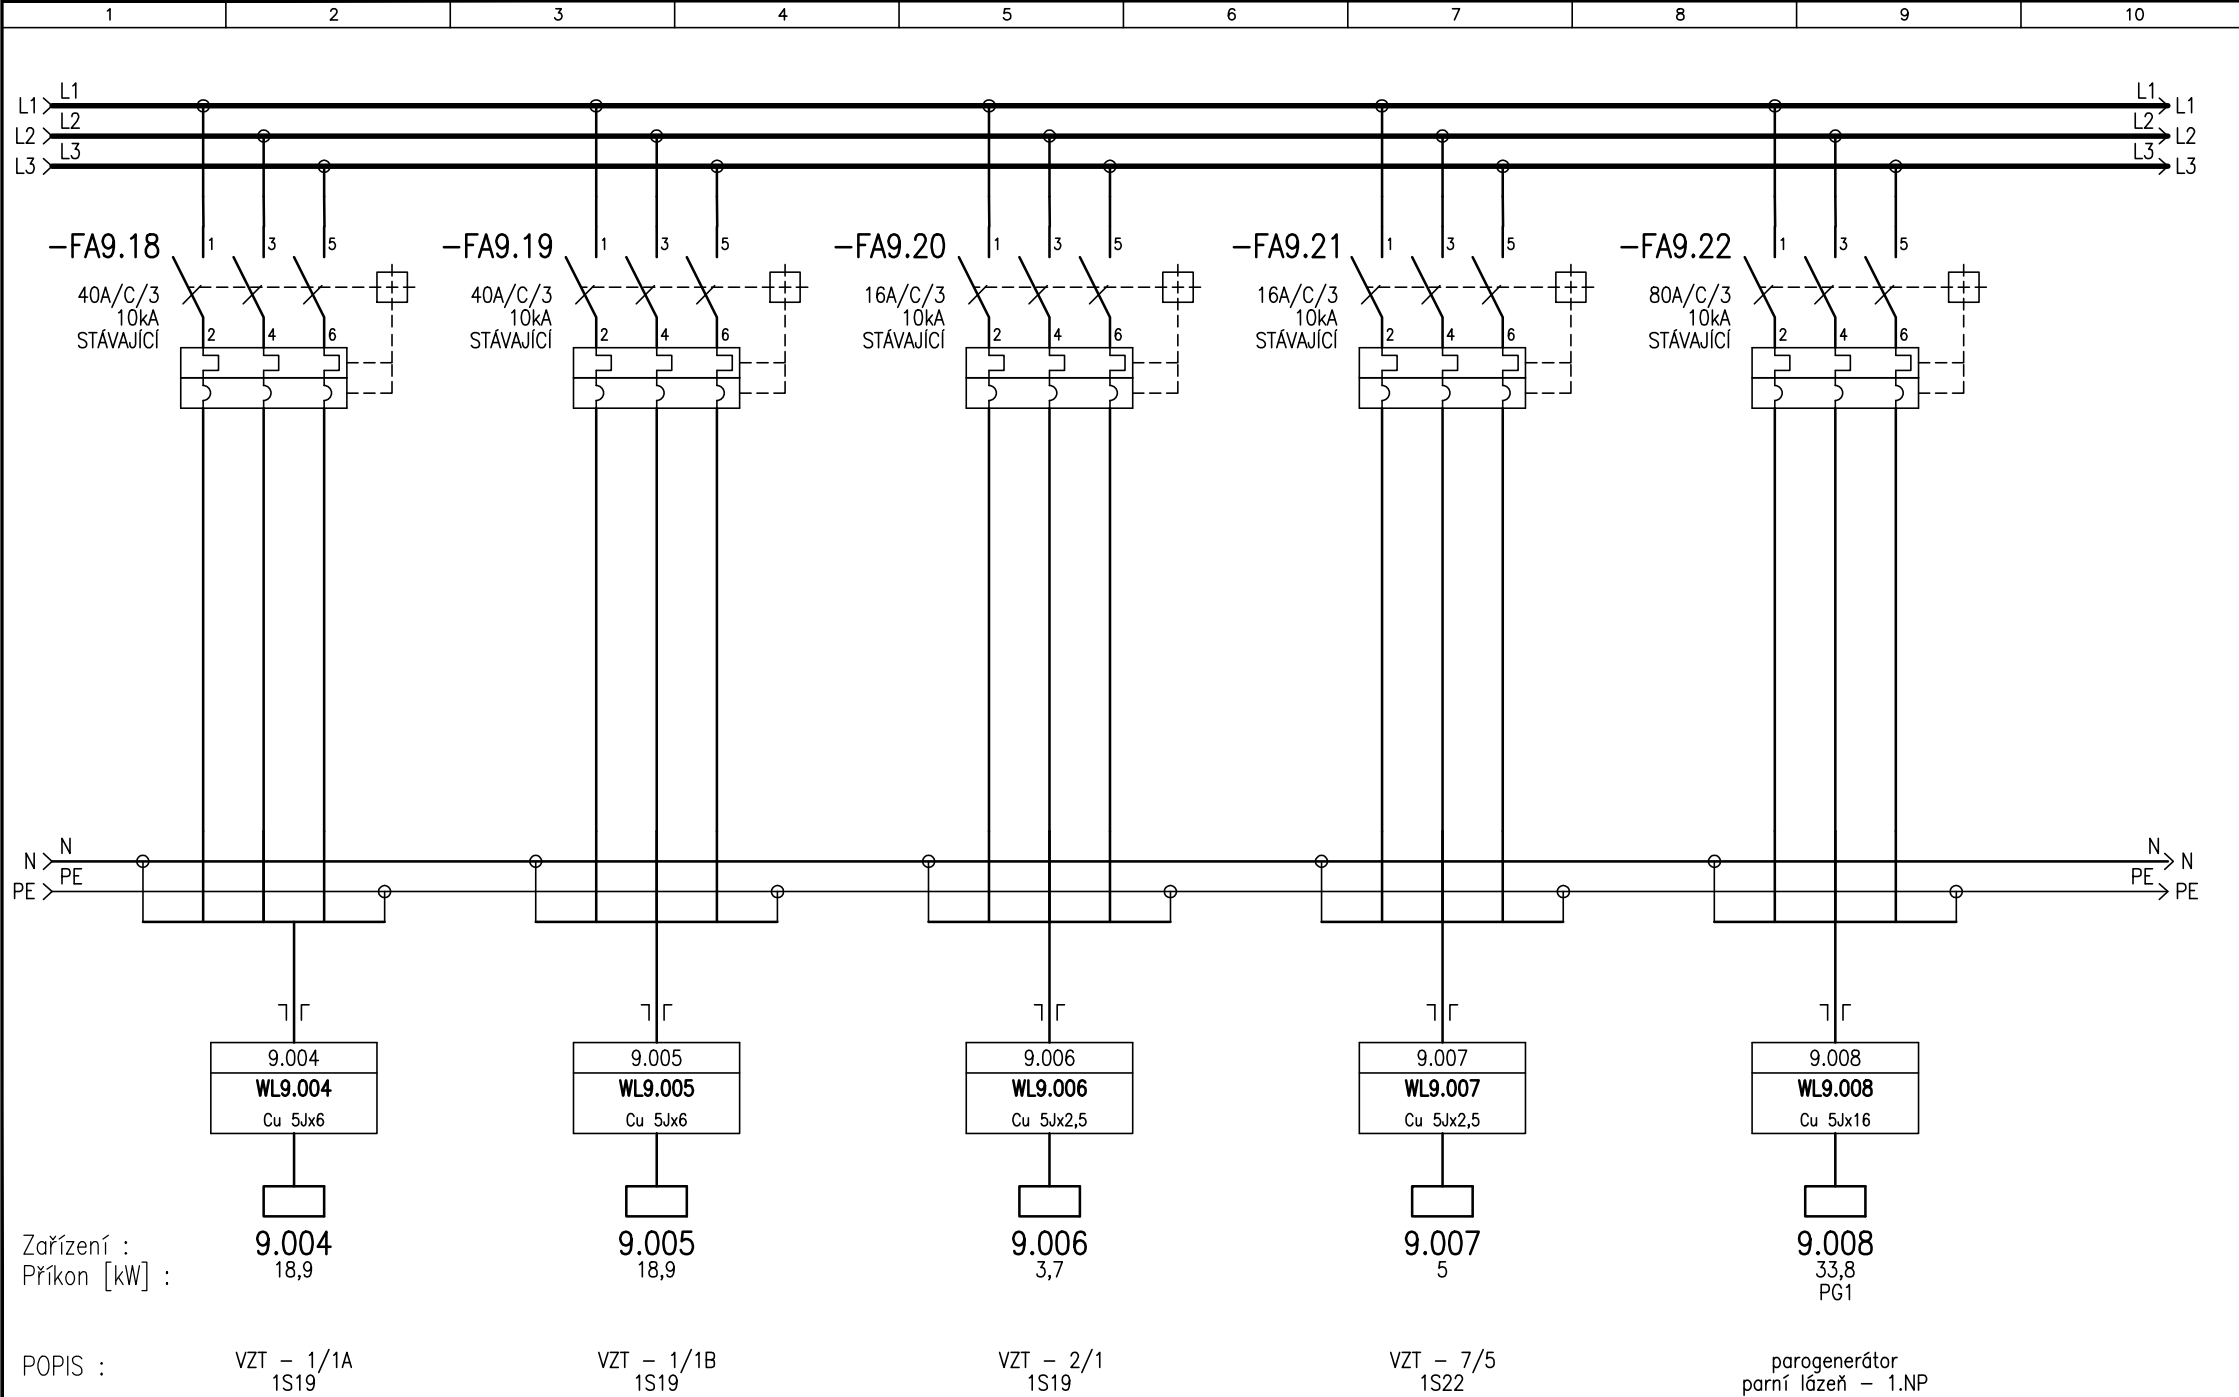 1 2 3 4 5 6 7 8 9 10
L1 L1 L1 L1
L2 L2 L2 L2
L3 L3 L3 L3
-FA9.18 1 3 5
40A/C/3
10kA
STÁVAJÍCÍ 2 4 6
-FA9.19 1 3 5
40A/C/3
10kA
STÁVAJÍCÍ 2 4 6
-FA9.20 1 3 5
16A/C/3
10kA
STÁVAJÍCÍ 2 4 6
-FA9.21 1 3 5
16A/C/3
10kA
STÁVAJÍCÍ 2 4 6
-FA9.22 1 3 5
80A/C/3
10kA
STÁVAJÍCÍ 2 4 6
N N N N
PE PE PE PE
9.004
WL9.004
Cu 5Jx6
9.005
WL9.005
Cu 5Jx6
9.006
WL9.006
Cu 5Jx2,5
9.007
WL9.007
Cu 5Jx2,5
9.008
WL9.008
Cu 5Jx16
Zařízení : 9.004 9.005 9.006 9.007 9.008
Příkon [kW] : 18,9 18,9 3,7 5 33,8
PG1
POPIS : VZT - 1/1A VZT - 1/1B VZT - 2/1 VZT - 7/5 parogenerátor
1S19 1S19 1S19 1S22 parní lázeň - 1.NP